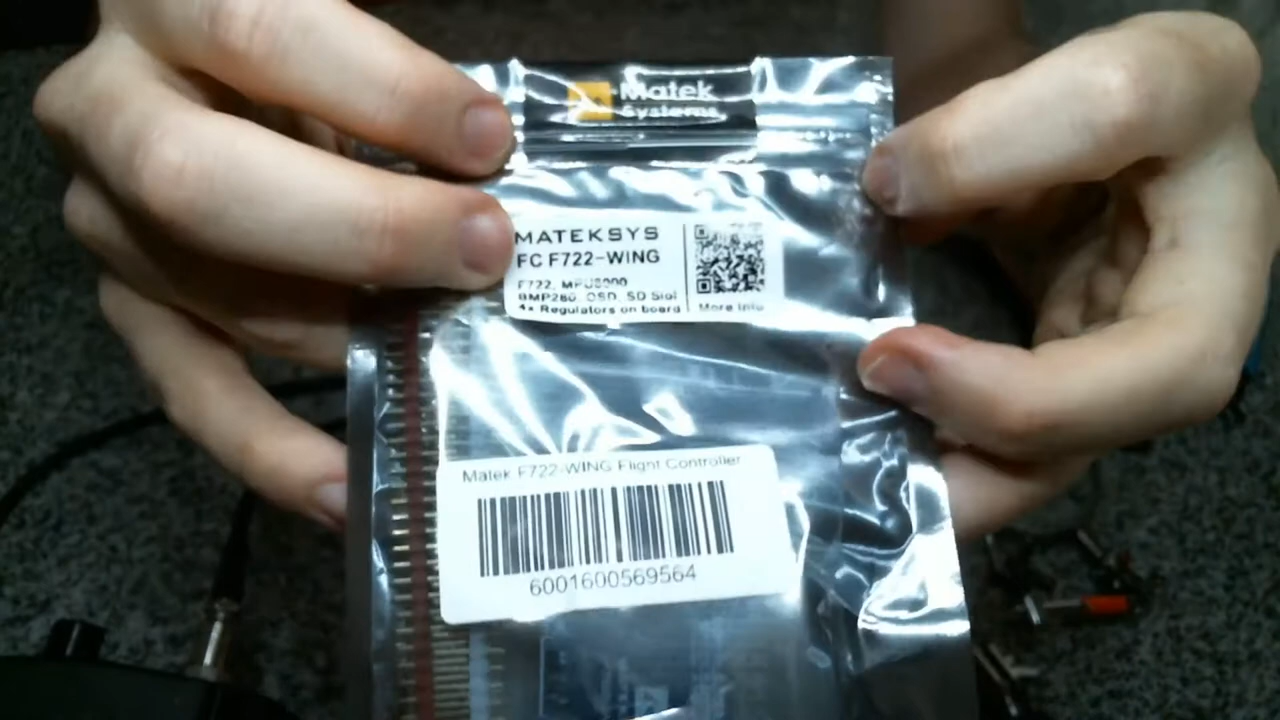 Matek
Systems
MATEKSYS
FC F722-WING
F722, MPU6000
BMP280, OSD, SD Slot
4x Regulators on board
More Info
Matek F722-WING Flight Controller
6001600569564